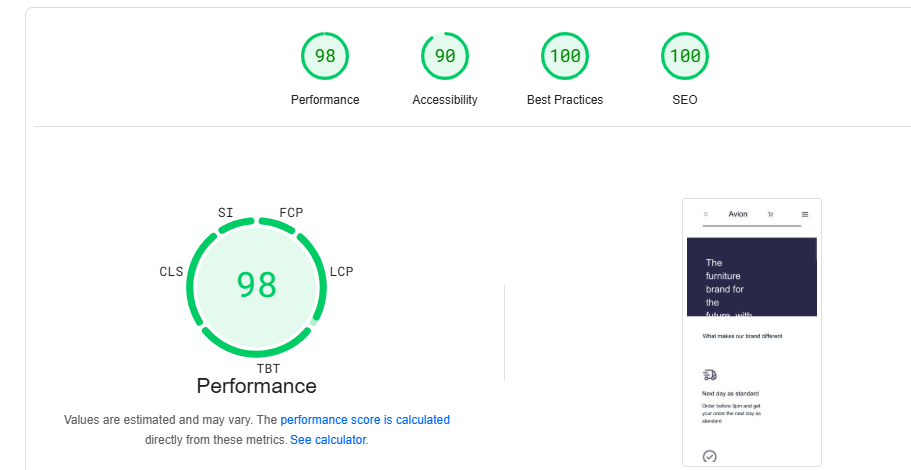 98
90
100
100
Performance
Accessibility
Best Practices
SEO
SI
FCP
CLS
LCP
98
TBT
Performance
Values are estimated and may vary. The performance score is calculated
directly from these metrics. See calculator.
Avion
The
furniture
brand for
the
future, with
What makes our brand different
Next day as standard
Order before 3pm and get
your order the next day as
standard